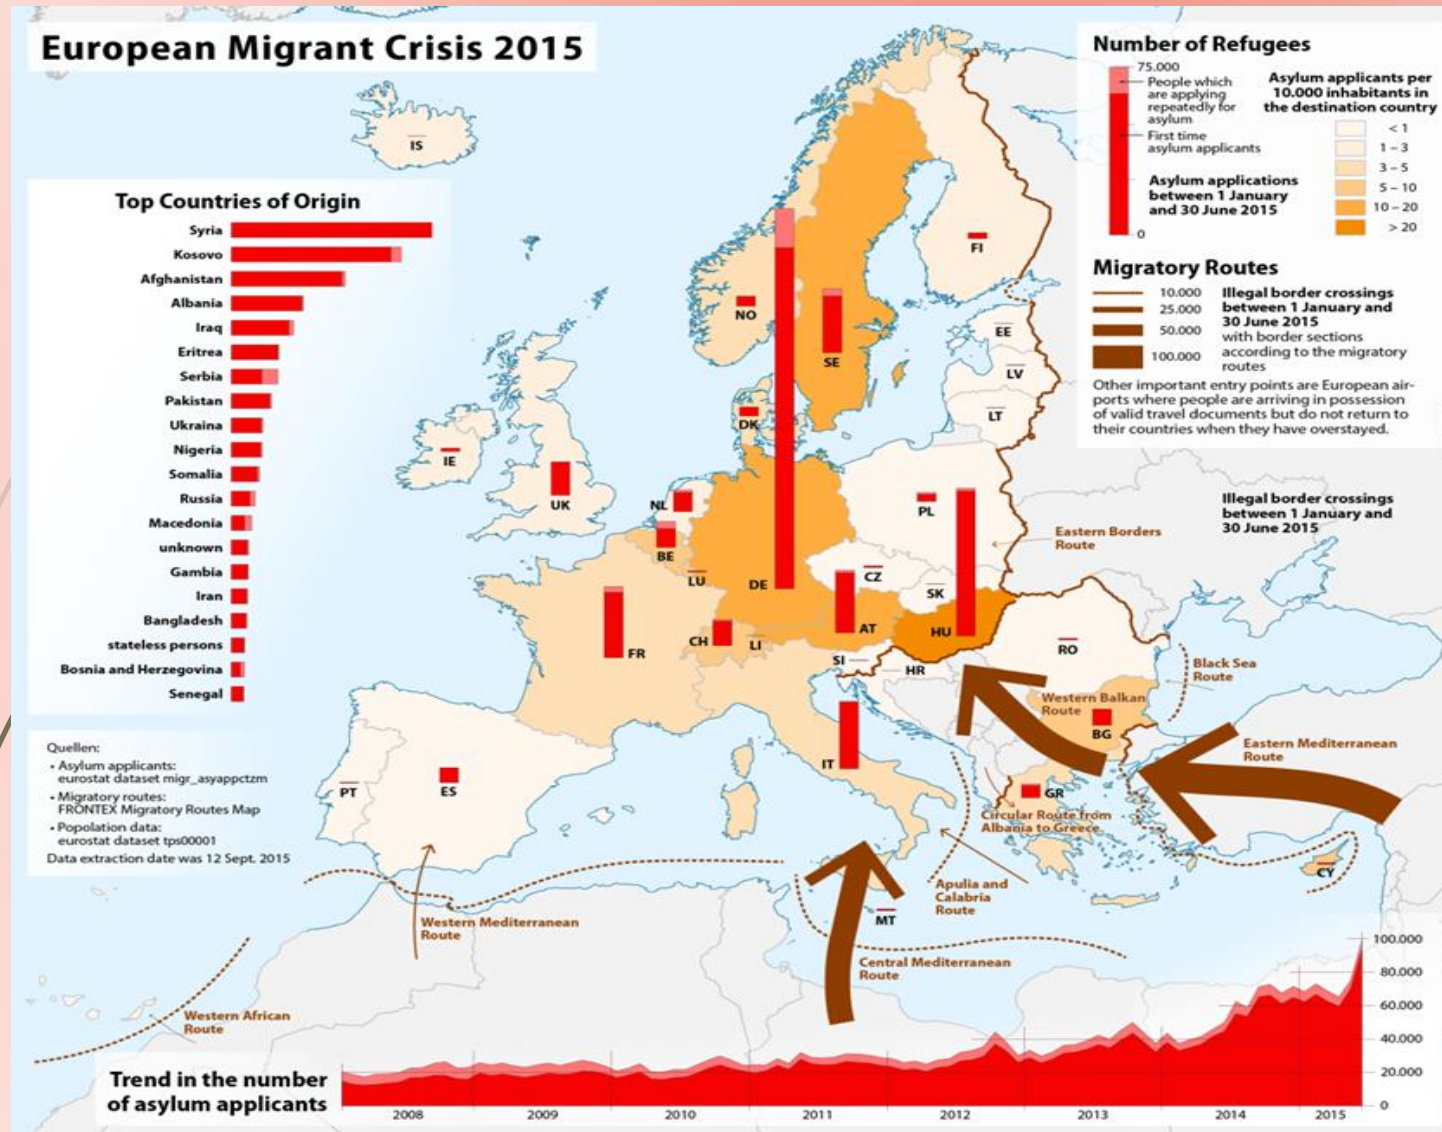 European Migrant Crisis 2015
Number of Refugees
75.000
People which
are applying
repeatedly for
asylum
First time
asylum applicants
Asylum applications
between 1 January
and 30 June 2015
0
Asylum applicants per
10.000 inhabitants in
the destination country
< 1
1 – 3
3 – 5
5 – 10
10 – 20
> 20
Migratory Routes
10.000
25.000
50.000
100.000
Illegal border crossings
between 1 January and
30 June 2015
with border sections
according to the migratory
routes
Other important entry points are European air-
ports where people are arriving in possession
of valid travel documents but do not return to
their countries when they have overstayed.
Top Countries of Origin
Syria
Kosovo
Afghanistan
Albania
Iraq
Eritrea
Serbia
Pakistan
Ukraina
Nigeria
Somalia
Russia
Macedonia
unknown
Gambia
Iran
Bangladesh
stateless persons
Bosnia and Herzegovina
Senegal
IS
NO
SE
FI
EE
LV
LT
DK
IE
UK
NL
BE
LU
DE
PL
CZ
SK
AT
HU
FR
CH
LI
SI
HR
RO
BG
IT
GR
PT
ES
MT
CY
Illegal border crossings
between 1 January and
30 June 2015
Eastern Borders
Route
Black Sea
Route
Western Balkan
Route
Eastern Mediterranean
Route
Circular Route from
Albania to Greece
Apulia and
Calabria
Route
Central Mediterranean
Route
Western Mediterranean
Route
Western African
Route
Quellen:
• Asylum applicants:
eurostat dataset migr_asyappctzm
• Migratory routes:
FRONTEX Migratory Routes Map
• Popolation data:
eurostat dataset tps00001
Data extraction date was 12 Sept. 2015
Trend in the number
of asylum applicants
100.000
80.000
60.000
40.000
20.000
0
2008
2009
2010
2011
2012
2013
2014
2015